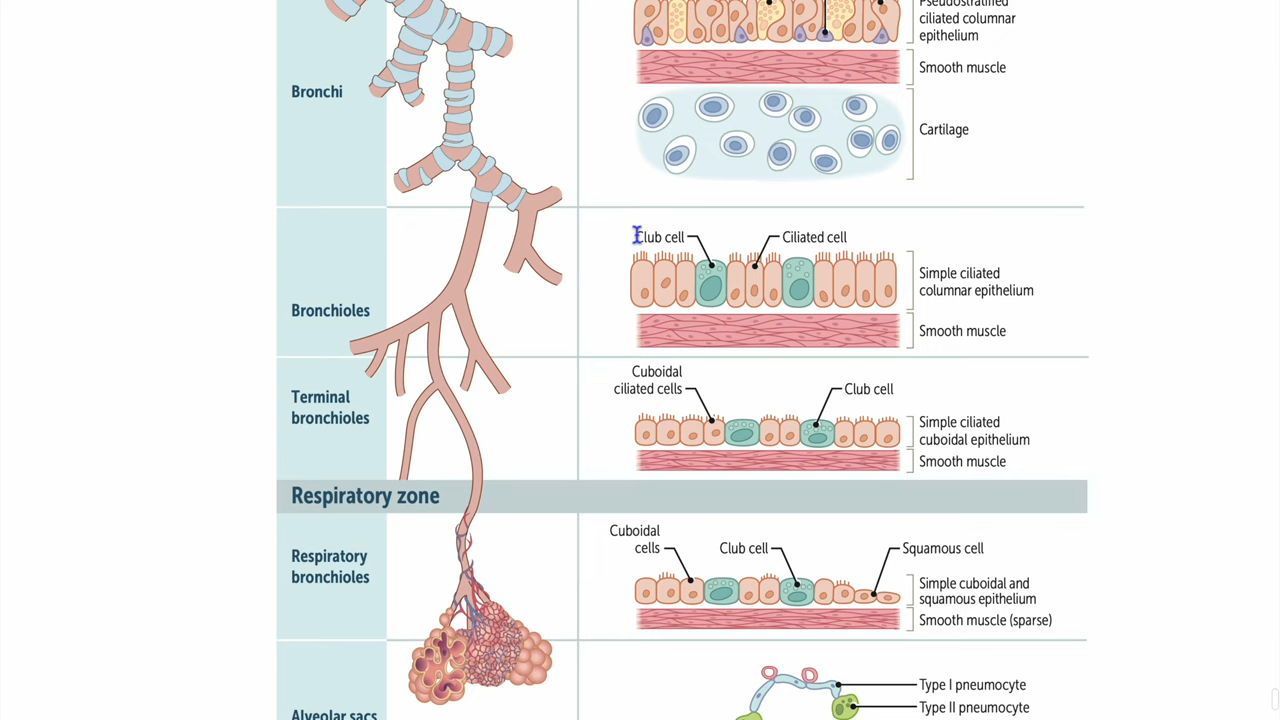 Pseudostratified
ciliated columnar
epithelium
Smooth muscle
Bronchi
Cartilage
Club cell
Ciliated cell
Simple ciliated
columnar epithelium
Bronchioles
Smooth muscle
Cuboidal
ciliated cells
Club cell
Terminal
bronchioles
Simple ciliated
cuboidal epithelium
Smooth muscle
Respiratory zone
Cuboidal
cells
Club cell
Squamous cell
Respiratory
bronchioles
Simple cuboidal and
squamous epithelium
Smooth muscle (sparse)
Type I pneumocyte
Type II pneumocyte
Alveolar sacs